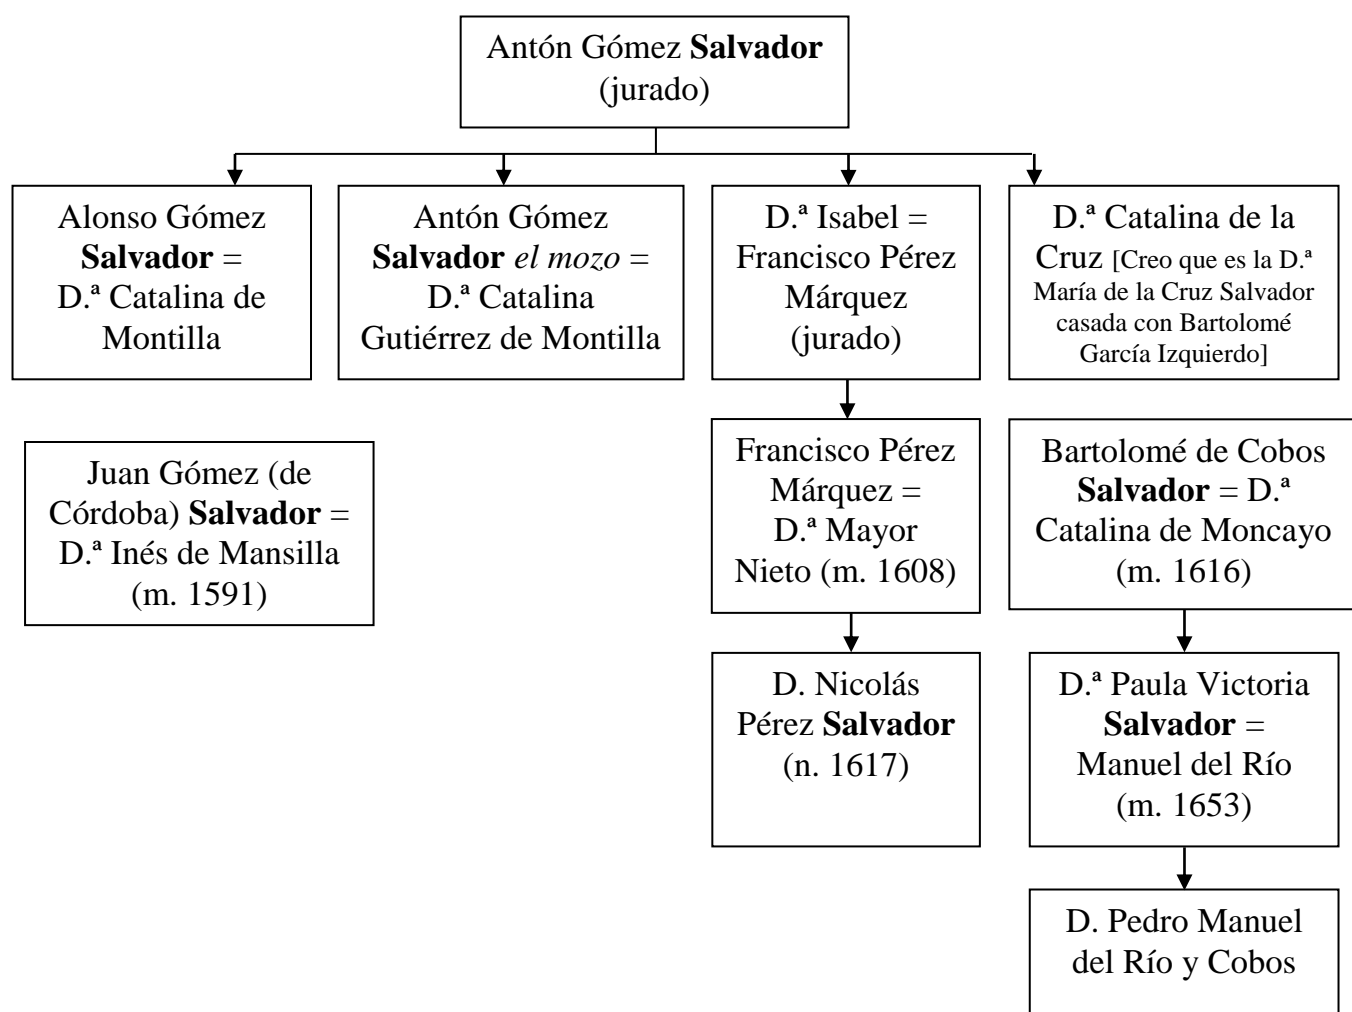 Antón Gómez Salvador
(jurado)
Alonso Gómez
Salvador =
D.ª Catalina de
Montilla
Antón Gómez
Salvador el mozo =
D.ª Catalina
Gutiérrez de Montilla
D.ª Isabel =
Francisco Pérez
Márquez
(jurado)
D.ª Catalina de la
Cruz [Creo que es la D.ª
María de la Cruz Salvador
casada con Bartolomé
García Izquierdo]
Juan Gómez (de
Córdoba) Salvador =
D.ª Inés de Mansilla
(m. 1591)
Francisco Pérez
Márquez =
D.ª Mayor
Nieto (m. 1608)
Bartolomé de Cobos
Salvador = D.ª
Catalina de Moncayo
(m. 1616)
D. Nicolás
Pérez Salvador
(n. 1617)
D.ª Paula Victoria
Salvador =
Manuel del Río
(m. 1653)
D. Pedro Manuel
del Río y Cobos